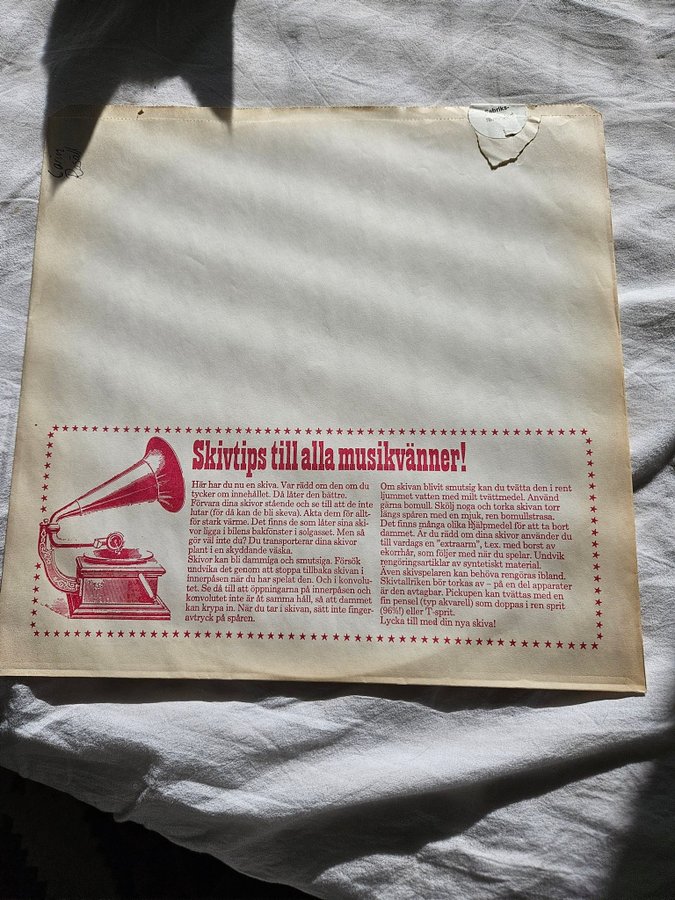 Fabriks-
Skivtips till alla musikvänner!
Här har du nu en skiva. Var rädd om den om du
tycker om innehållet. Då låter den bättre.
Förvara dina skivor stående och se till att de inte
lutar (för då kan de bli skeva). Akta dem för allt-
för stark värme. Det finns de som låter sina ski-
vor ligga i bilens bakfönster i solgasset. Men så
gör väl inte du? Du transporterar dina skivor
plant i en skyddande väska.
Skivor kan bli dammiga och smutsiga. Försök
undvika det genom att stoppa tillbaka skivan i
innerpåsen när du har spelat den. Och i konvolu-
tet. Se då till att öppningarna på innerpåsen och
konvolutet inte är åt samma håll, så att dammet
kan krypa in. När du tar i skivan, sätt inte finger-
avtryck på spåren.
Om skivan blivit smutsig kan du tvätta den i rent
ljummet vatten med milt tvättmedel. Använd
gärna bomull. Skölj noga och torka skivan torr
längs spåren med en mjuk, ren bomullstrasa.
Det finns många olika hjälpmedel för att ta bort
dammet. Är du rädd om dina skivor använder du
till vardags en "extraarm", t.ex. med borst av
ekorrhår, som följer med när du spelar. Undvik
rengöringsartiklar av syntetiskt material.
Även skivspelaren kan behöva rengöras ibland.
Skivtallriken bör torkas av – på en del apparater
är den avtagbar. Pickupen kan tvättas med en
fin pensel (typ akvarell) som doppas i ren sprit
(96%!) eller T-sprit.
Lycka till med din nya skiva!